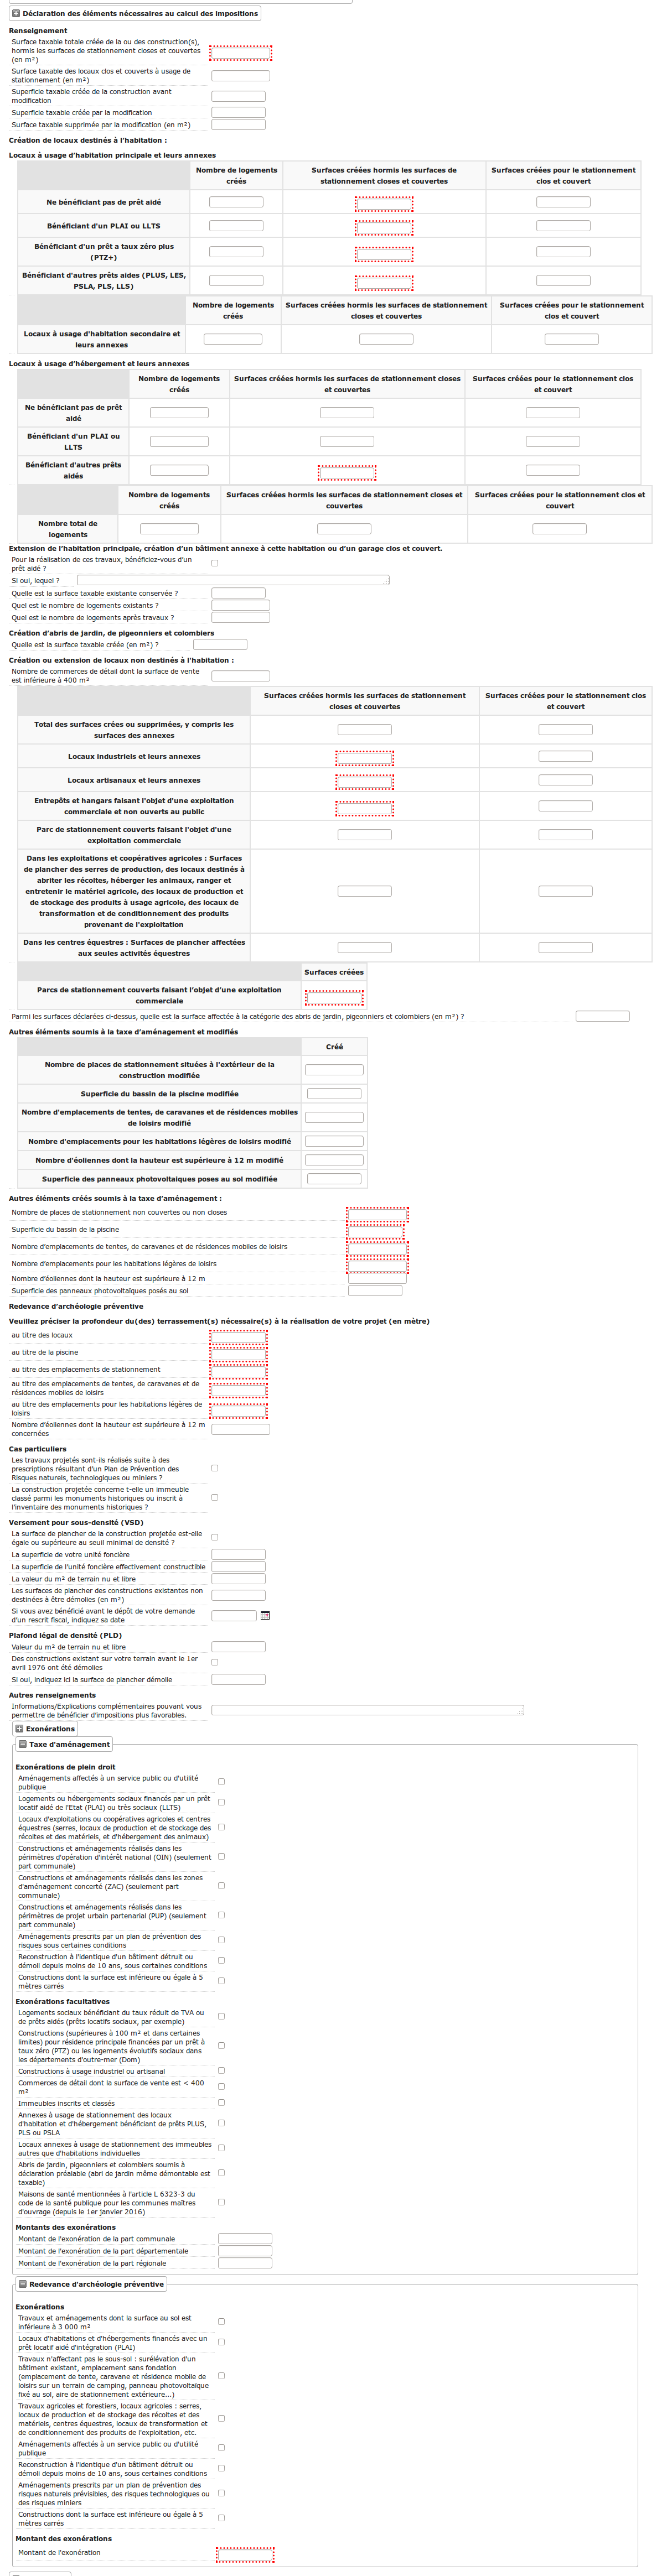 Déclaration des éléments nécessaires au calcul des impositions
Renseignement
Surface taxable totale créée de la ou des construction(s),
hormis les surfaces de stationnement closes et couvertes
(en m²)
Surface taxable des locaux clos et couverts à usage de
stationnement (en m²)
Superficie taxable créée de la construction avant
modification
Superficie taxable créée par la modification
Surface taxable supprimée par la modification (en m²)
Création de locaux destinés à l'habitation :
Locaux à usage d'habitation principale et leurs annexes
Nombre de logements
créés
Surfaces créées hormis les surfaces de
stationnement closes et couvertes
Surfaces créées pour le stationnement
clos et couvert
Ne bénéficiant pas de prêt aidé
Bénéficiant d'un PLAI ou LLTS
Bénéficiant d'un prêt a taux zéro plus
(PTZ+)
Bénéficiant d'autres prêts aides (PLUS, LES,
PSLA, PLS, LLS)
Nombre de logements
créés
Surfaces créées hormis les surfaces de stationnement
closes et couvertes
Surfaces créées pour le stationnement
clos et couvert
Locaux à usage d'habitation secondaire et
leurs annexes
Locaux à usage d'hébergement et leurs annexes
Nombre de logements
créés
Surfaces créées hormis les surfaces de stationnement closes
et couvertes
Surfaces créées pour le stationnement clos
et couvert
Ne bénéficiant pas de prêt
aidé
Bénéficiant d'un PLAI ou
LLTS
Bénéficiant d'autres prêts
aidés
Nombre de logements
créés
Surfaces créées hormis les surfaces de stationnement closes et
couvertes
Surfaces créées pour le stationnement clos et
couvert
Nombre total de
logements
Extension de l'habitation principale, création d'un bâtiment annexe à cette habitation ou d'un garage clos et couvert.
Pour la réalisation de ces travaux, bénéficiez-vous d'un
prêt aidé ?
Si oui, lequel ?
Quelle est la surface taxable existante conservée ?
Quel est le nombre de logements existants ?
Quel est le nombre de logements après travaux ?
Création d'abris de jardin, de pigeonniers et colombiers
Quelle est la surface taxable créée (en m²) ?
Création ou extension de locaux non destinés à l'habitation :
Nombre de commerces de détail dont la surface de vente
est inférieure à 400 m²
Surfaces créées hormis les surfaces de stationnement
closes et couvertes
Surfaces créées pour le stationnement clos
et couvert
Total des surfaces crées ou supprimées, y compris les
surfaces des annexes
Locaux industriels et leurs annexes
Locaux artisanaux et leurs annexes
Entrepôts et hangars faisant l'objet d'une exploitation
commerciale et non ouverts au public
Parc de stationnement couverts faisant l'objet d'une
exploitation commerciale
Dans les exploitations et coopératives agricoles : Surfaces
de plancher des serres de production, des locaux destinés à
abriter les récoltes, héberger les animaux, ranger et
entretenir le matériel agricole, des locaux de production et
de stockage des produits à usage agricole, des locaux de
transformation et de conditionnement des produits
provenant de l'exploitation
Dans les centres équestres : Surfaces de plancher affectées
aux seules activités équestres
Surfaces créées
Parcs de stationnement couverts faisant l'objet d'une exploitation
commerciale
Parmi les surfaces déclarées ci-dessus, quelle est la surface affectée à la catégorie des abris de jardin, pigeonniers et colombiers (en m²) ?
Autres éléments soumis à la taxe d'aménagement et modifiés
Créé
Nombre de places de stationnement situées à l'extérieur de la
construction modifiée
Superficie du bassin de la piscine modifiée
Nombre d'emplacements de tentes, de caravanes et de résidences mobiles
de loisirs modifié
Nombre d'emplacements pour les habitations légères de loisirs modifié
Nombre d'éoliennes dont la hauteur est supérieure à 12 m modifié
Superficie des panneaux photovoltaïques poses au sol modifiée
Autres éléments créés soumis à la taxe d'aménagement :
Nombre de places de stationnement non couvertes ou non closes
Superficie du bassin de la piscine
Nombre d'emplacements de tentes, de caravanes et de résidences mobiles de loisirs
Nombre d'emplacements pour les habitations légères de loisirs
Nombre d'éoliennes dont la hauteur est supérieure à 12 m
Superficie des panneaux photovoltaïques posés au sol
Redevance d'archéologie préventive
Veuillez préciser la profondeur du(des) terrassement(s) nécessaire(s) à la réalisation de votre projet (en mètre)
au titre des locaux
au titre de la piscine
au titre des emplacements de stationnement
au titre des emplacements de tentes, de caravanes et de
résidences mobiles de loisirs
au titre des emplacements pour les habitations légères de
loisirs
Nombre d'éoliennes dont la hauteur est supérieure à 12 m
concernées
Cas particuliers
Les travaux projetés sont-ils réalisés suite à des
prescriptions résultant d'un Plan de Prévention des
Risques naturels, technologiques ou miniers ?
La construction projetée concerne t-elle un immeuble
classé parmi les monuments historiques ou inscrit à
l'inventaire des monuments historiques ?
Versement pour sous-densité (VSD)
La surface de plancher de la construction projetée est-elle
égale ou supérieure au seuil minimal de densité ?
La superficie de votre unité foncière
La superficie de l'unité foncière effectivement constructible
La valeur du m² de terrain nu et libre
Les surfaces de plancher des constructions existantes non
destinées à être démolies (en m²)
Si vous avez bénéficié avant le dépôt de votre demande
d'un rescrit fiscal, indiquez sa date
Plafond légal de densité (PLD)
Valeur du m² de terrain nu et libre
Des constructions existant sur votre terrain avant le 1er
avril 1976 ont été démolies
Si oui, indiquez ici la surface de plancher démolie
Autres renseignements
Informations/Explications complémentaires pouvant vous
permettre de bénéficier d'impositions plus favorables.
Exonérations
Taxe d'aménagement
Exonérations de plein droit
Aménagements affectés à un service public ou d'utilité
publique
Logements ou hébergements sociaux financés par un prêt
locatif aidé de l'Etat (PLAI) ou très sociaux (LLTS)
Locaux d'exploitations ou coopératives agricoles et centres
équestres (serres, locaux de production et de stockage des
récoltes et des matériels, et d'hébergement des animaux)
Constructions et aménagements réalisés dans les
périmètres d'opération d'intérêt national (OIN) (seulement
part communale)
Constructions et aménagements réalisés dans les zones
d'aménagement concerté (ZAC) (seulement part
communale)
Constructions et aménagements réalisés dans les
périmètres de projet urbain partenarial (PUP) (seulement
part communale)
Aménagements prescrits par un plan de prévention des
risques sous certaines conditions
Reconstruction à l'identique d'un bâtiment détruit ou
démoli depuis moins de 10 ans, sous certaines conditions
Constructions dont la surface est inférieure ou égale à 5
mètres carrés
Exonérations facultatives
Logements sociaux bénéficiant du taux réduit de TVA ou
de prêts aidés (prêts locatifs sociaux, par exemple)
Constructions (supérieures à 100 m² et dans certaines
limites) pour résidence principale financées par un prêt à
taux zéro (PTZ) ou les logements évolutifs sociaux dans
les départements d'outre-mer (Dom)
Constructions à usage industriel ou artisanal
Commerces de détail dont la surface de vente est < 400
m²
Immeubles inscrits et classés
Annexes à usage de stationnement des locaux
d'habitation et d'hébergement bénéficiant de prêts PLUS,
PLS ou PSLA
Locaux annexes à usage de stationnement des immeubles
autres que d'habitations individuelles
Abris de jardin, pigeonniers et colombiers soumis à
déclaration préalable (abri de jardin même démontable est
taxable)
Maisons de santé mentionnées à l'article L 6323-3 du
code de la santé publique pour les communes maîtres
d'ouvrage (depuis le 1er janvier 2016)
Montants des exonérations
Montant de l'exonération de la part communale
Montant de l'exonération de la part départementale
Montant de l'exonération de la part régionale
Redevance d'archéologie préventive
Exonérations
Travaux et aménagements dont la surface au sol est
inférieure à 3 000 m²
Locaux d'habitations et d'hébergements financés avec un
prêt locatif aidé d'intégration (PLAI)
Travaux n'affectant pas le sous-sol : surélévation d'un
bâtiment existant, emplacement sans fondation
(emplacement de tente, caravane et résidence mobile de
loisirs sur un terrain de camping, panneau photovoltaïque
fixé au sol, aire de stationnement extérieure...)
Travaux agricoles et forestiers, locaux agricoles : serres,
locaux de production et de stockage des récoltes et des
matériels, centres équestres, locaux de transformation et
de conditionnement des produits de l'exploitation, etc.
Aménagements affectés à un service public ou d'utilité
publique
Reconstruction à l'identique d'un bâtiment détruit ou
démoli depuis moins de 10 ans, sous certaines conditions
Aménagements prescrits par un plan de prévention des
risques naturels prévisibles, des risques technologiques ou
des risques miniers
Constructions dont la surface est inférieure ou égale à 5
mètres carrés
Montant des exonérations
Montant de l'exonération